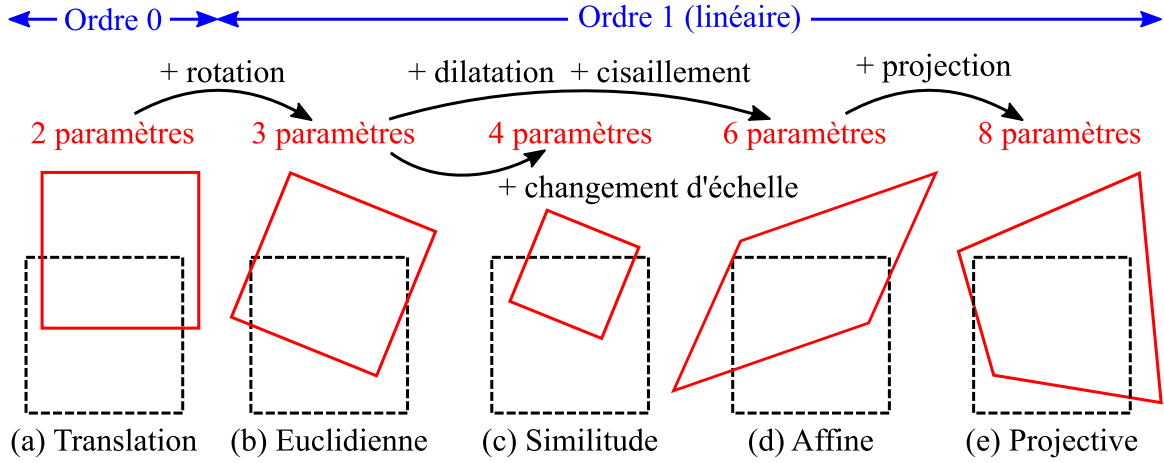 Ordre 0 Ordre 1 (linéaire)
+ rotation + dilatation + cisaillement + projection
2 paramètres 3 paramètres 4 paramètres 6 paramètres 8 paramètres
+ changement d'échelle
(a) Translation (b) Euclidienne (c) Similitude (d) Affine (e) Projective